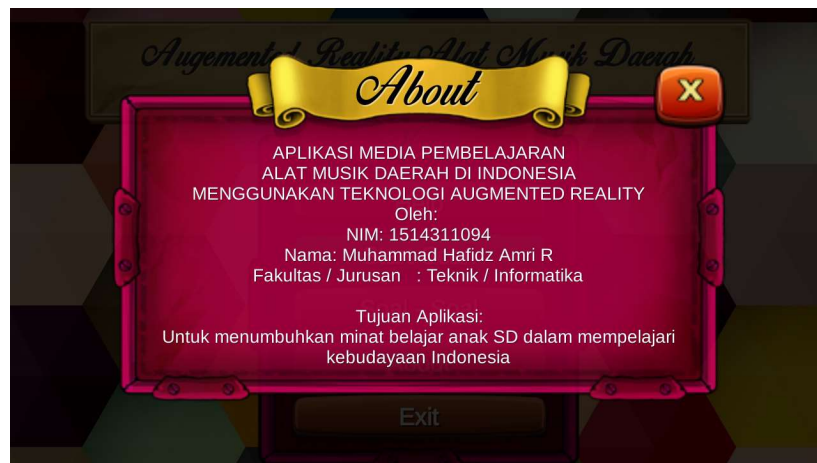 Augemented Reality Alat Musik Daerah
About
X
APLIKASI MEDIA PEMBELAJARAN
ALAT MUSIK DAERAH DI INDONESIA
MENGGUNAKAN TEKNOLOGI AUGMENTED REALITY
Oleh:
NIM: 1514311094
Nama: Muhammad Hafidz Amri R
Fakultas / Jurusan : Teknik / Informatika
Tujuan Aplikasi:
Untuk menumbuhkan minat belajar anak SD dalam mempelajari
kebudayaan Indonesia
Exit